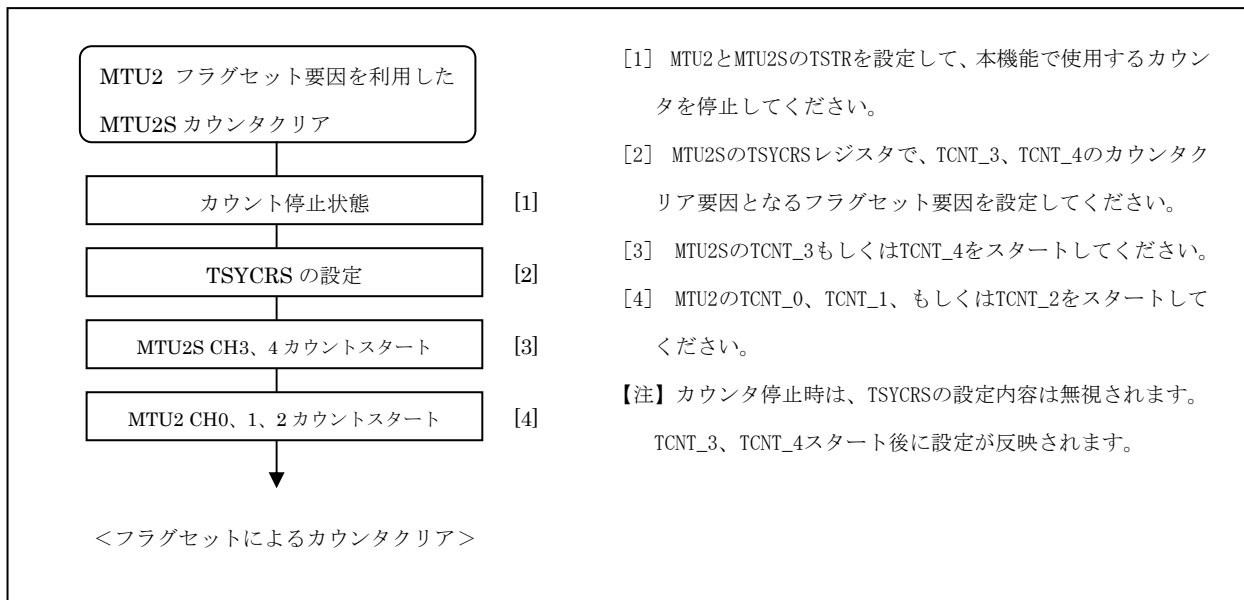 MTU2 フラグセット要因を利用した
MTU2S カウンタクリア
カウント停止状態 [1]
TSYCRS の設定 [2]
MTU2S CH3、4 カウントスタート [3]
MTU2 CH0、1、2 カウントスタート [4]
＜フラグセットによるカウンタクリア＞
[1] MTU2とMTU2SのTSTRを設定して、本機能で使用するカウン
タを停止してください。
[2] MTU2SのTSYCRSレジスタで、TCNT_3、TCNT_4のカウンタク
リア要因となるフラグセット要因を設定してください。
[3] MTU2SのTCNT_3もしくはTCNT_4をスタートしてください。
[4] MTU2のTCNT_0、TCNT_1、もしくはTCNT_2をスタートして
ください。
【注】カウンタ停止時は、TSYCRSの設定内容は無視されます。
TCNT_3、TCNT_4スタート後に設定が反映されます。